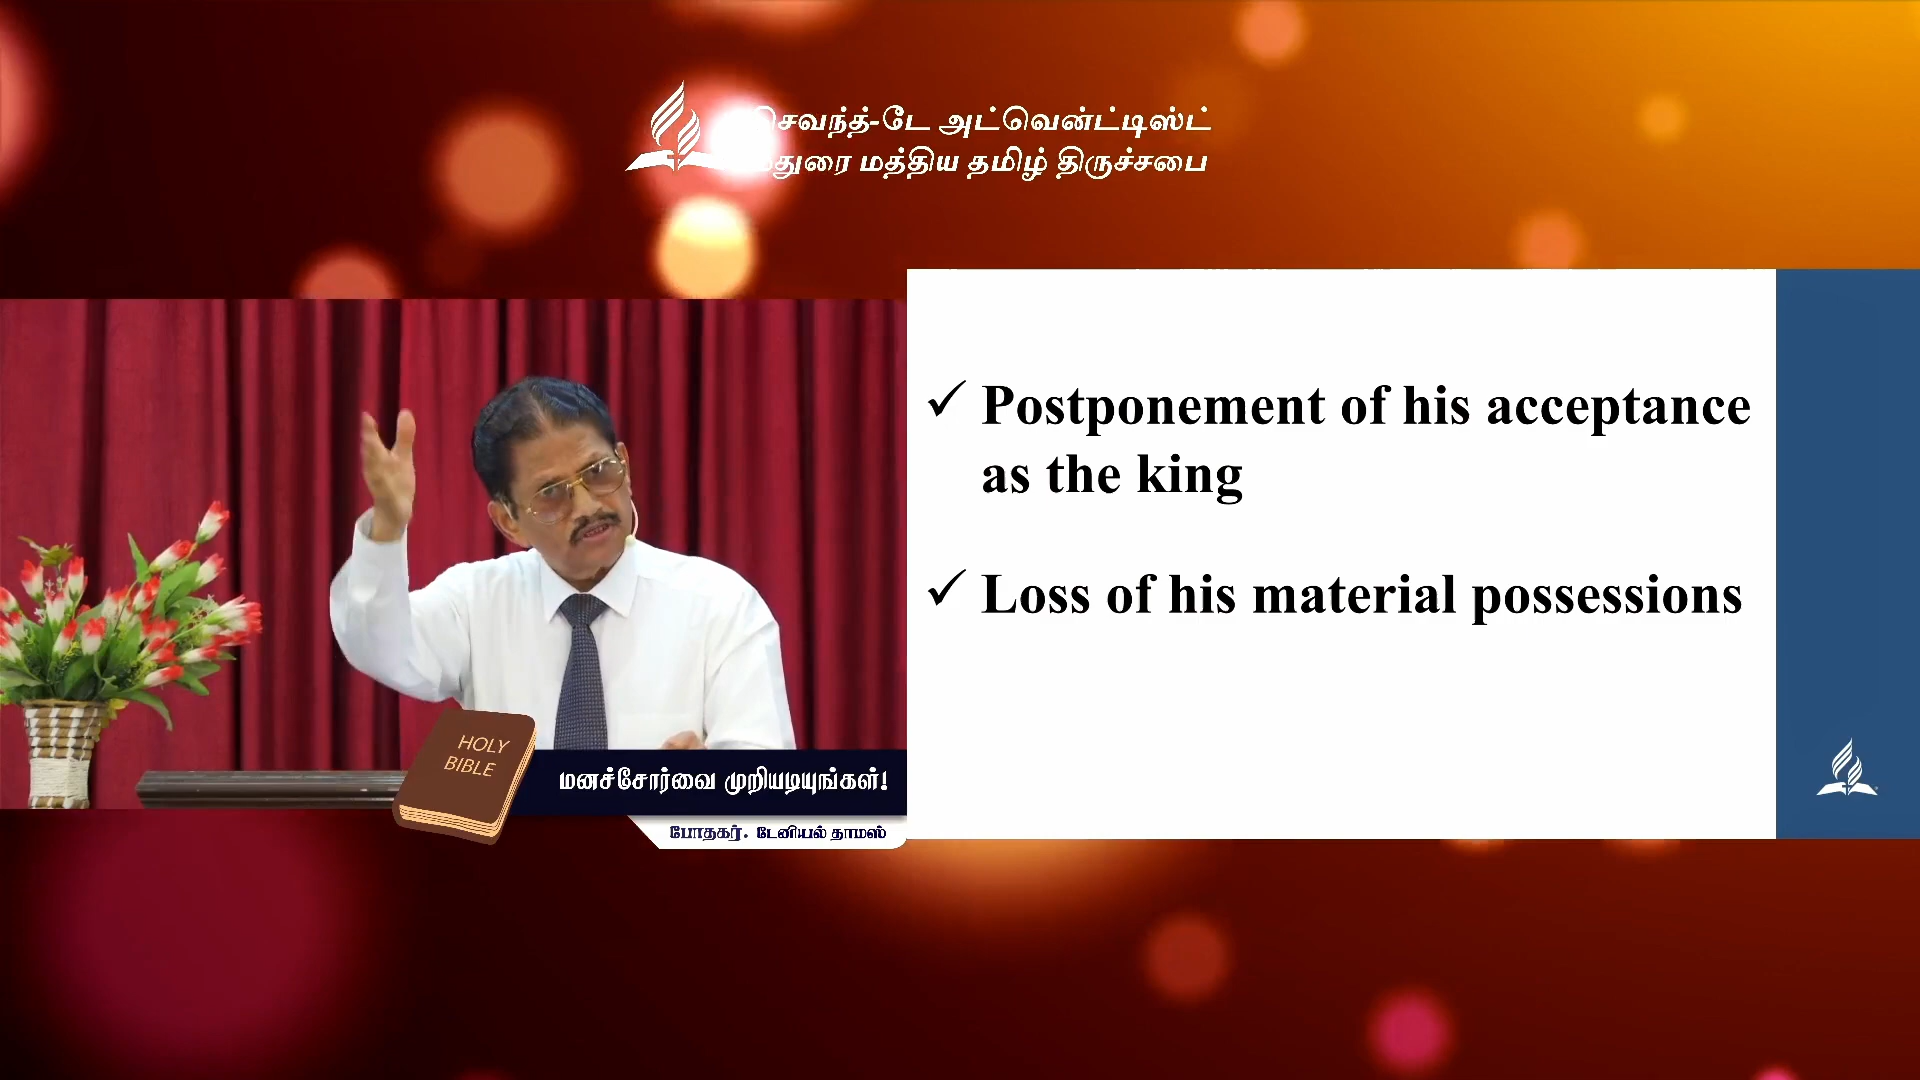 செவந்த்-டே அட்வென்ட்டிஸ்ட்
மதுரை மத்திய தமிழ் திருச்சபை
✓ Postponement of his acceptance
as the king
✓ Loss of his material possessions
HOLY
BIBLE
மனச்சோர்வை முறியடியுங்கள்!
போதகர். டேனியல் தாமஸ்